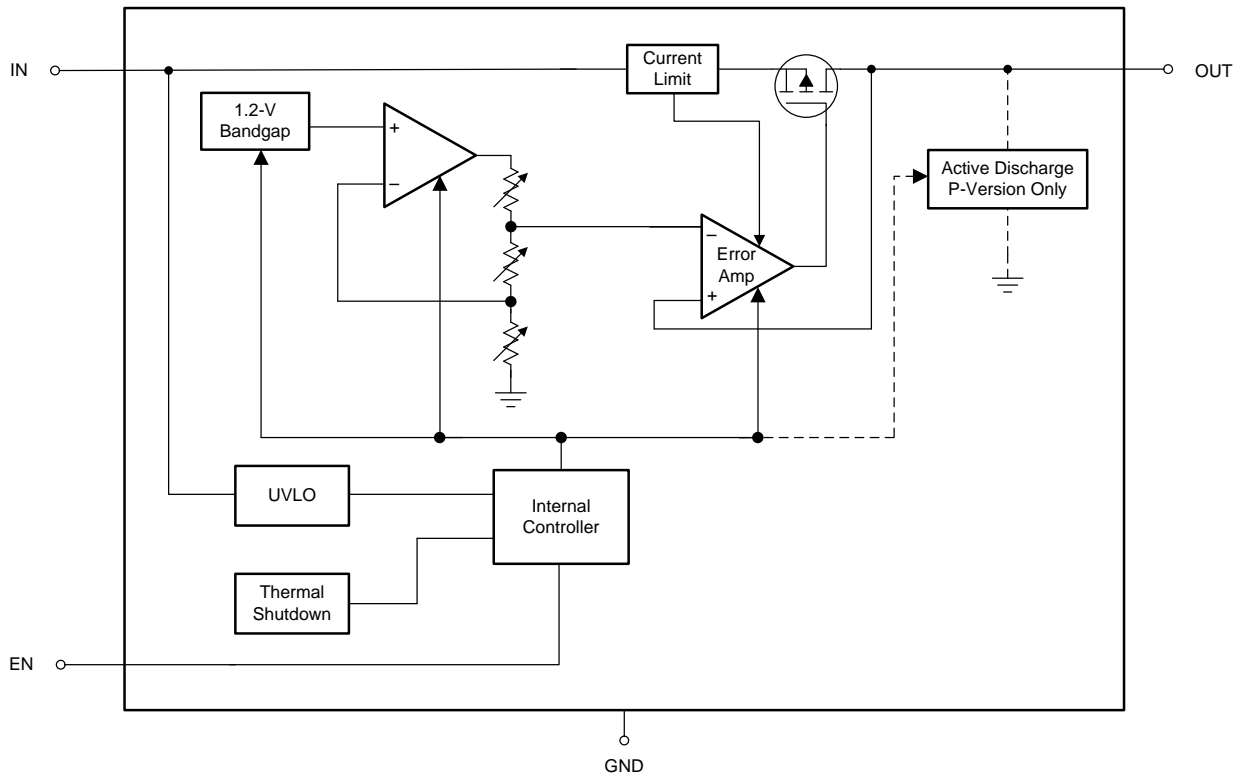 IN
Current
Limit
OUT
1.2-V
Bandgap
+
−
Active Discharge
P-Version Only
−
Error
Amp
+
UVLO
Internal
Controller
Thermal
Shutdown
EN
GND